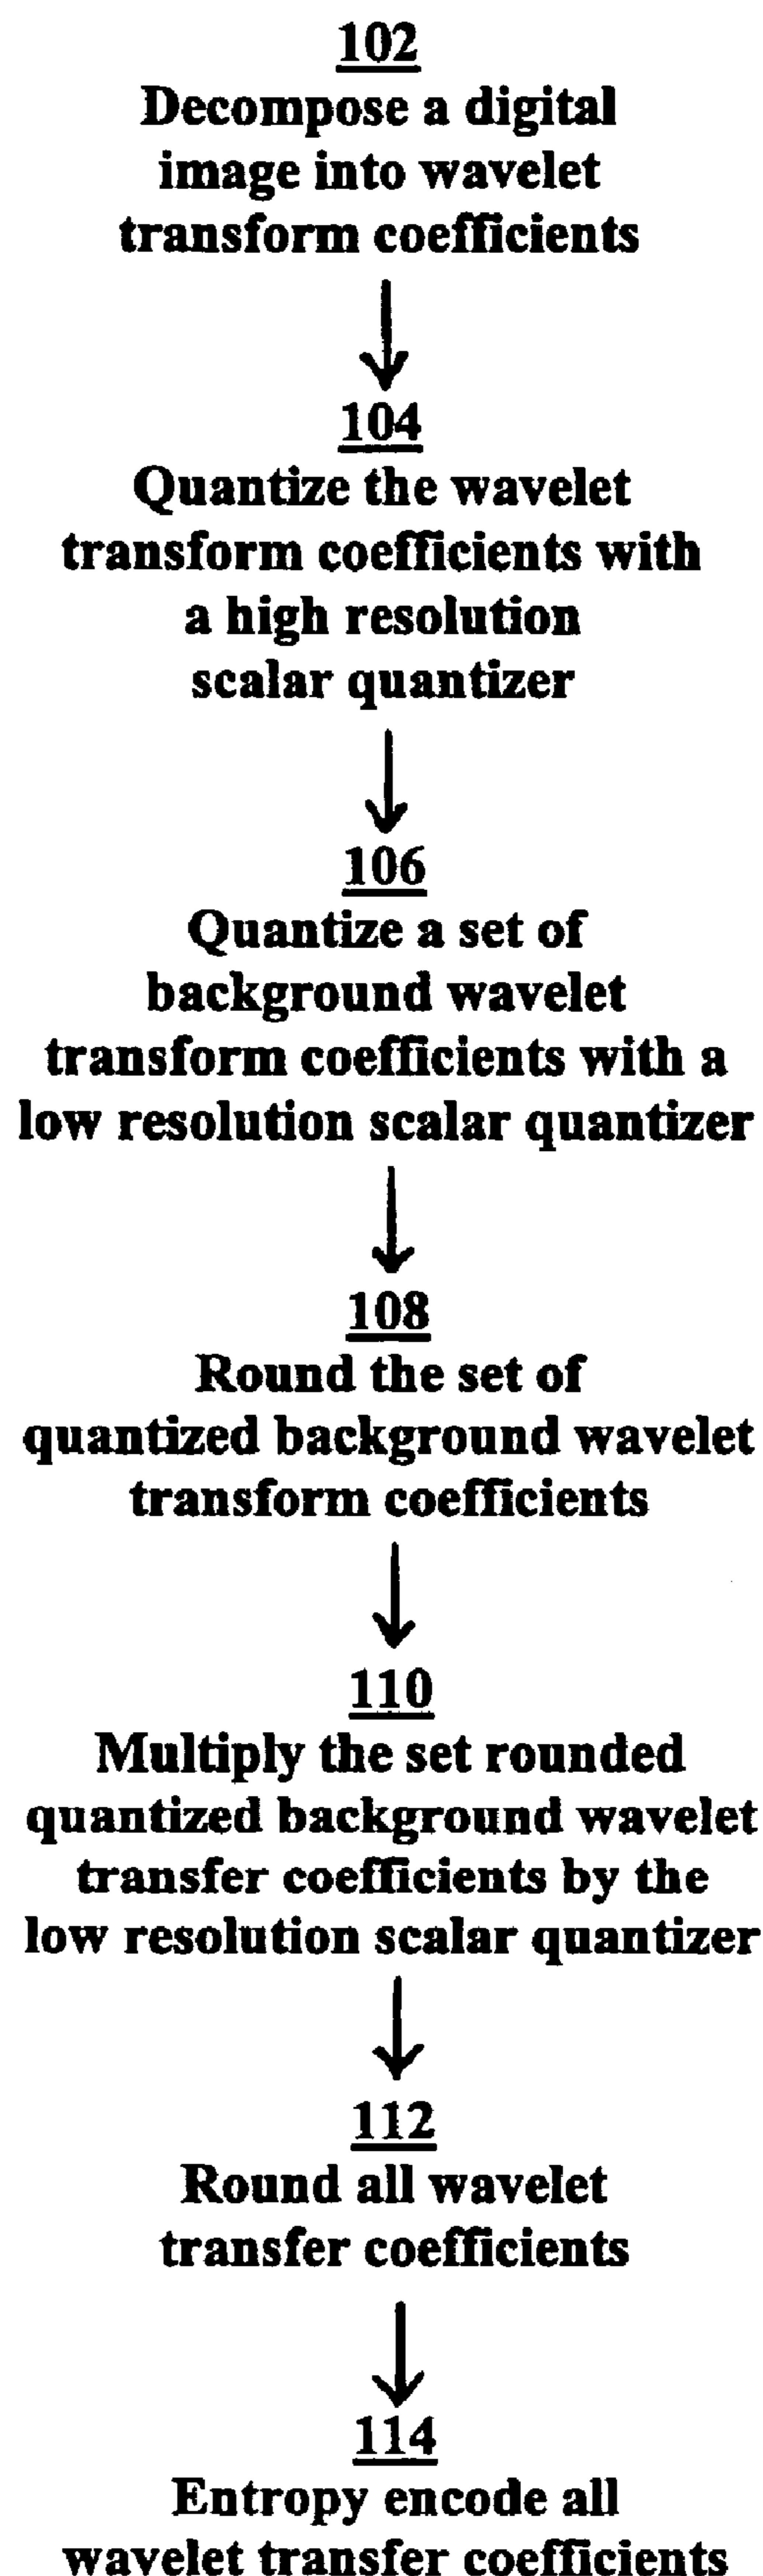 102
Decompose a digital
image into wavelet
transform coefficients
104
Quantize the wavelet
transform coefficients with
a high resolution
scalar quantizer
106
Quantize a set of
background wavelet
transform coefficients with a
low resolution scalar quantizer
108
Round the set of
quantized background wavelet
transform coefficients
110
Multiply the set rounded
quantized background wavelet
transfer coefficients by the
low resolution scalar quantizer
112
Round all wavelet
transfer coefficients
114
Entropy encode all
wavelet transfer coefficients